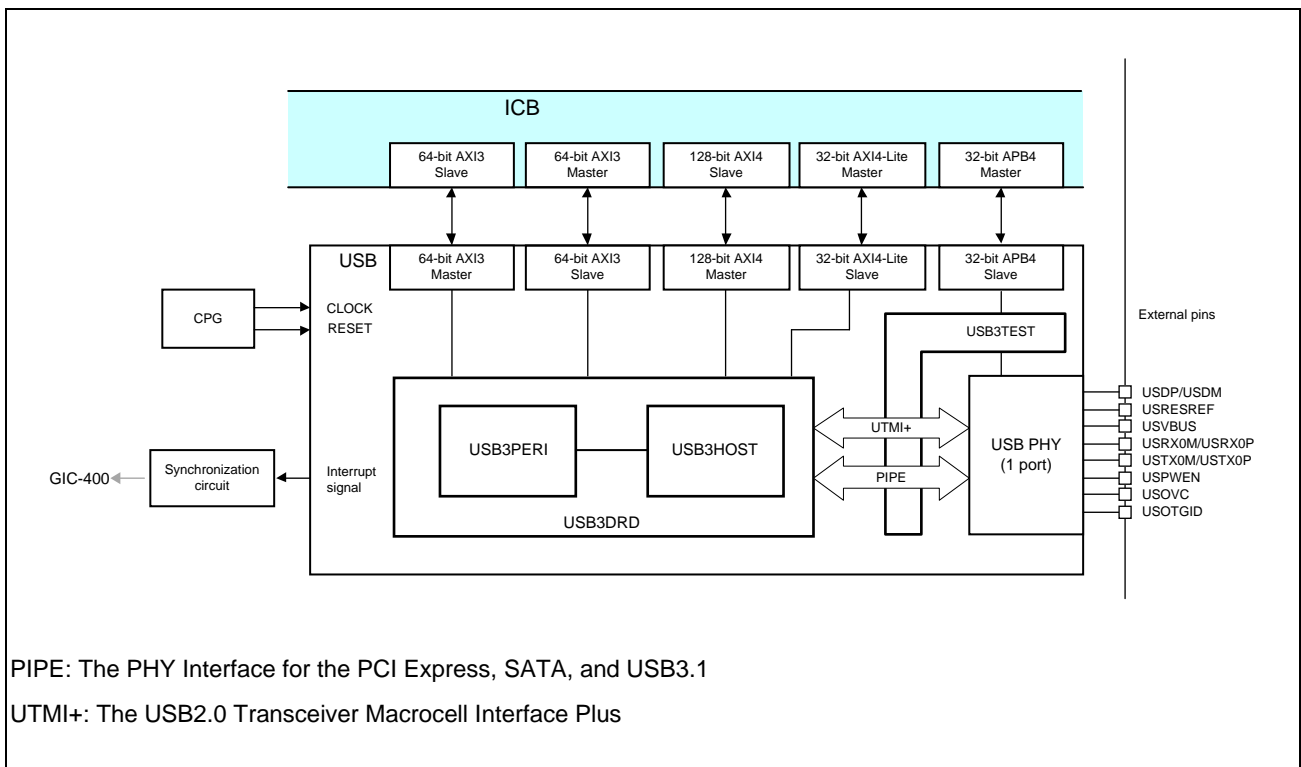 ICB
64-bit AXI3
Slave
64-bit AXI3
Master
128-bit AXI4
Slave
32-bit AXI4-Lite
Master
32-bit APB4
Master
USB
64-bit AXI3
Master
64-bit AXI3
Slave
128-bit AXI4
Master
32-bit AXI4-Lite
Slave
32-bit APB4
Slave
CPG
CLOCK
RESET
USB3TEST
External pins
USB3PERI
USB3HOST
USB3DRD
UTMI+
PIPE
USB PHY
(1 port)
USDP/USDM
USRESREF
USVBUS
USRX0M/USRX0P
USTX0M/USTX0P
USPWEN
USOVC
USOTGID
GIC-400
Synchronization
circuit
Interrupt
signal
PIPE: The PHY Interface for the PCI Express, SATA, and USB3.1
UTMI+: The USB2.0 Transceiver Macrocell Interface Plus